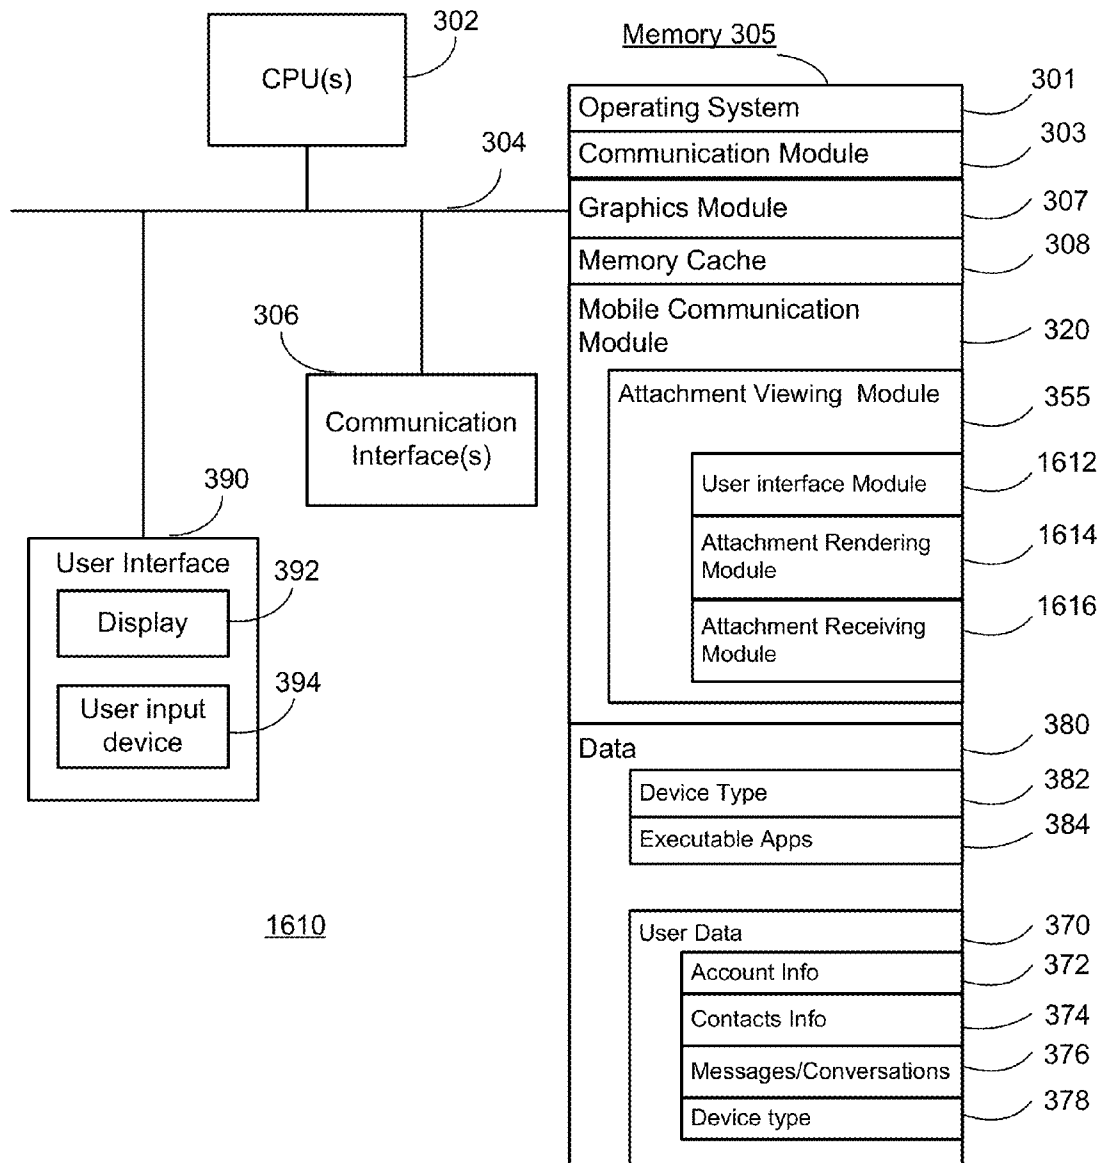 302
CPU(s)
Memory 305
301
Operating System
303
Communication Module
304
307
Graphics Module
308
Memory Cache
Mobile Communication
Module
320
306
355
Attachment Viewing Module
Communication
Interface(s)
1612
User interface Module
390
1614
Attachment Rendering
Module
User Interface
392
Display
1616
Attachment Receiving
Module
394
User input
device
380
Data
382
Device Type
384
Executable Apps
1610
370
User Data
372
Account Info
374
Contacts Info
376
Messages/Conversations
378
Device type